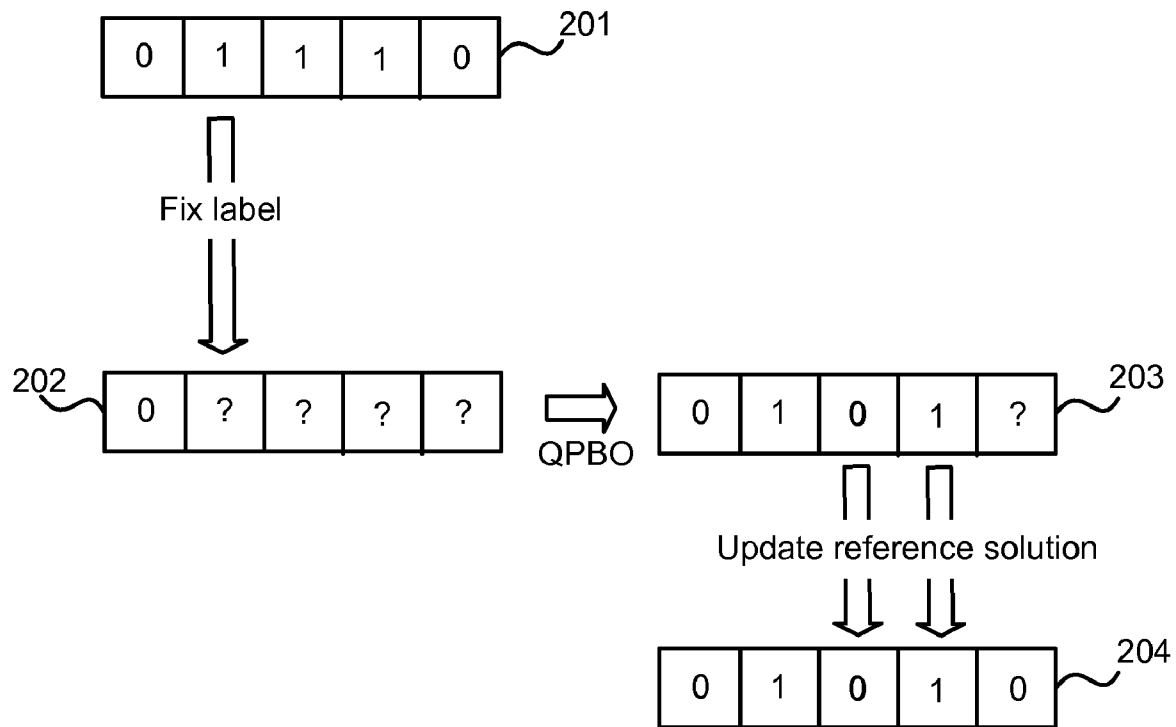 201
0 1 1 1 0
Fix label
202
0 ? ? ? ?
QPBO
203
0 1 0 1 ?
Update reference solution
204
0 1 0 1 0